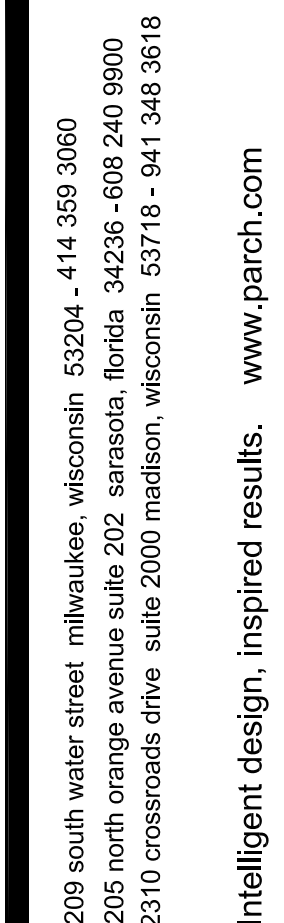 209 south water street  milwaukee, wisconsin  53204 - 414 359 3060
205 north orange avenue suite 202  sarasota, florida  34236 - 608 240 9900
2310 crossroads drive  suite 2000 madison, wisconsin  53718 - 941 348 3618
Intelligent design, inspired results.    www.parch.com